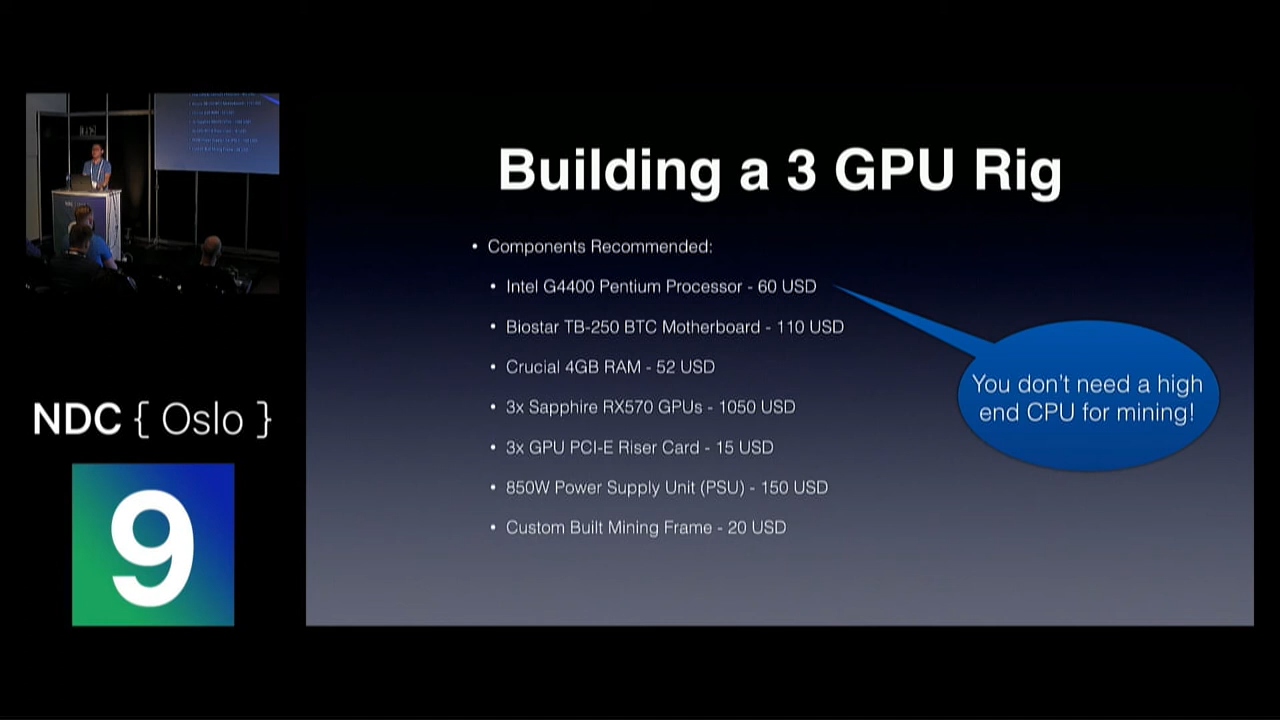 Building a 3 GPU Rig
• Components Recommended:
• Intel G4400 Pentium Processor - 60 USD
• Biostar TB-250 BTC Motherboard - 110 USD
• Crucial 4GB RAM - 52 USD
• 3x Sapphire RX570 GPUs - 1050 USD
• 3x GPU PCI-E Riser Card - 15 USD
• 850W Power Supply Unit (PSU) - 150 USD
• Custom Built Mining Frame - 20 USD
You don't need a high
end CPU for mining!
NDC { Oslo }
9